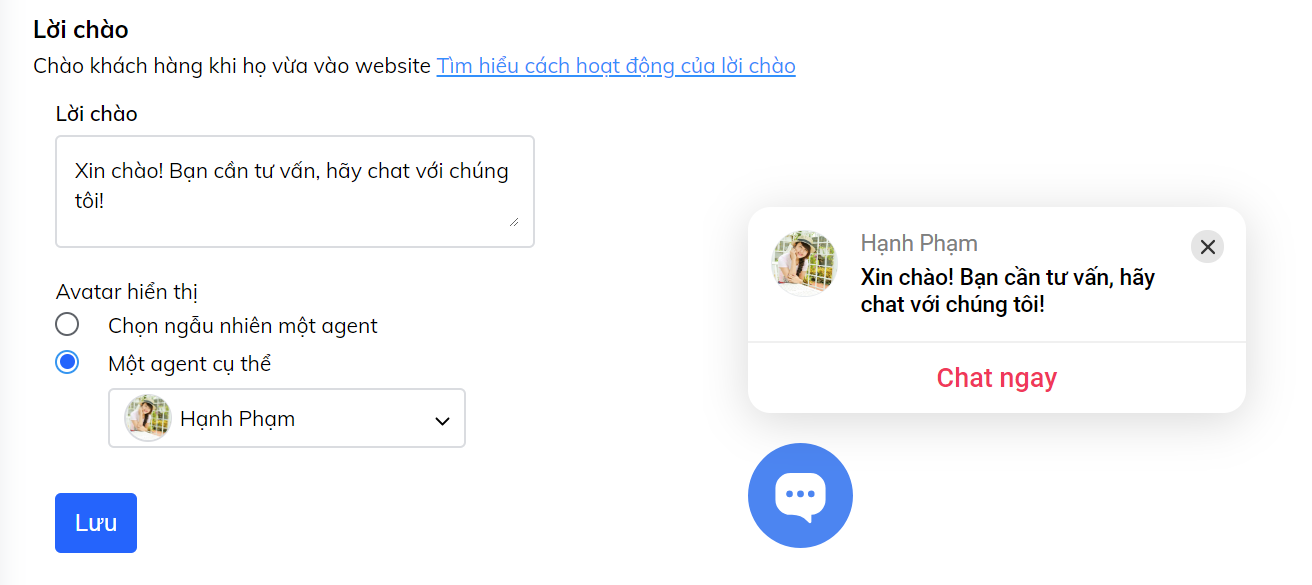 Lời chào
Chào khách hàng khi họ vừa vào website Tìm hiểu cách hoạt động của lời chào
Lời chào
Xin chào! Bạn cần tư vấn, hãy chat với chúng
tôi!
Avatar hiển thị
Chọn ngẫu nhiên một agent
Một agent cụ thể
Hạnh Phạm
Lưu
Hạnh Phạm
Xin chào! Bạn cần tư vấn, hãy
chat với chúng tôi!
Chat ngay